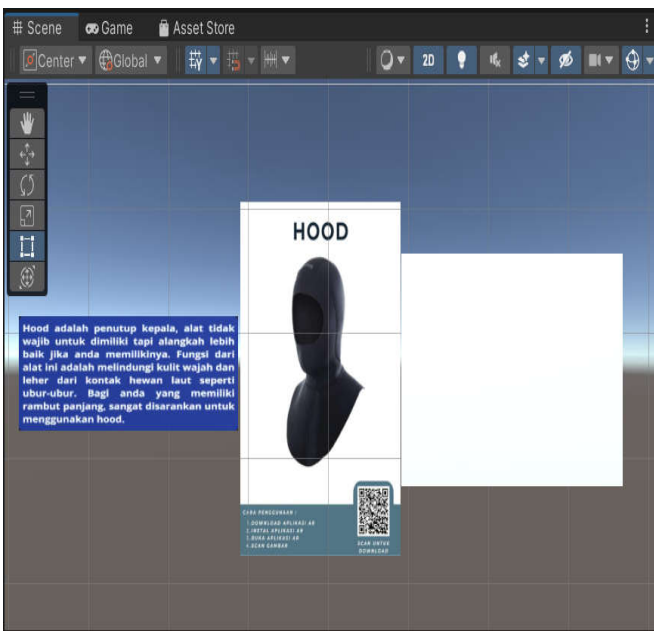 Scene Game Asset Store
Center Global 2D
HOOD
Hood adalah penutup kepala, alat tidak
wajib untuk dimiliki tapi alangkah lebih
baik jika anda memilikinya. Fungsi dari
alat ini adalah melindungi kulit wajah dan
leher dari kontak hewan laut seperti
ubur-ubur. Bagi anda yang memiliki
rambut panjang, sangat disarankan untuk
menggunakan hood.
CARA PENGGUNAAN :
1.DOWNLOAD APLIKASI AR
2.INSTAL APLIKASI AR
3.BUKA APLIKASI AR
4.SCAN GAMBAR
SCAN UNTUK
DOWNLOAD